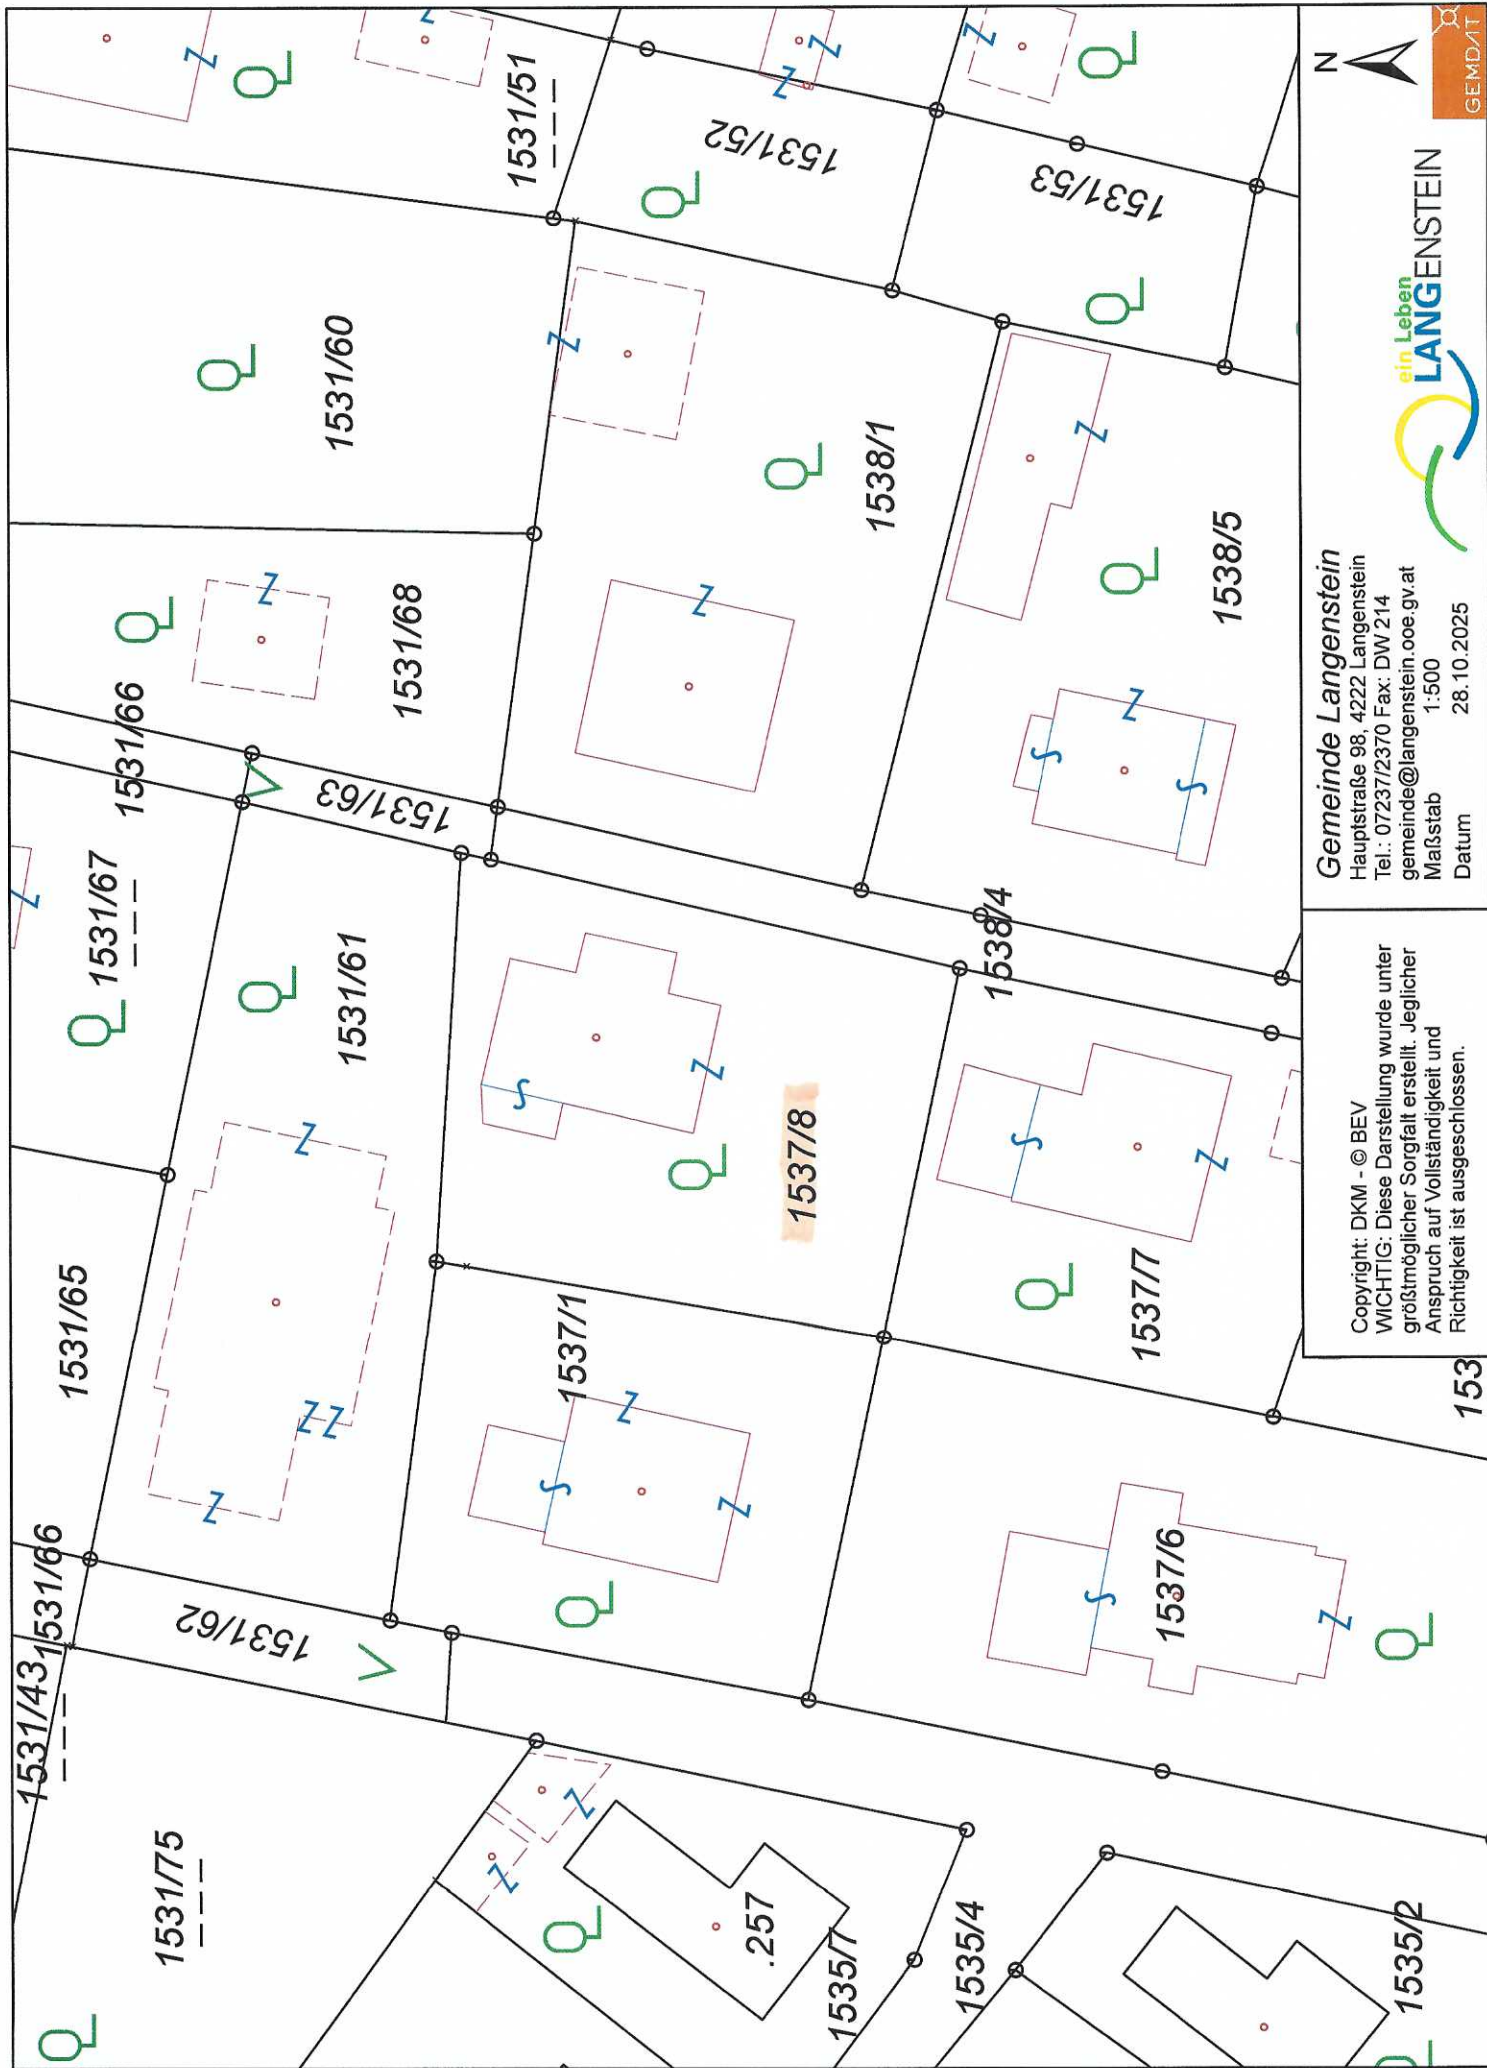 1531/43
1531/66
1531/65
1531/67
1531/66
1531/75
1531/62
1531/60
1531/61
1531/63
1531/68
1531/51
1537/1
.257
1531/52
1537/8
1535/7
1538/1
1535/4
1538/4
1531/53
1537/7
1537/6
1538/5
1535/2
153
Copyright: DKM - © BEV
WICHTIG: Diese Darstellung wurde unter
größtmöglicher Sorgfalt erstellt. Jeglicher
Anspruch auf Vollständigkeit und
Richtigkeit ist ausgeschlossen.
Gemeinde Langenstein
Hauptstraße 98, 4222 Langenstein
Tel.: 07237/2370 Fax: DW 214
gemeinde@langenstein.ooe.gv.at
Maßstab 1:500
Datum 28.10.2025
ein Leben
LANGENSTEIN
N
GEMDAT